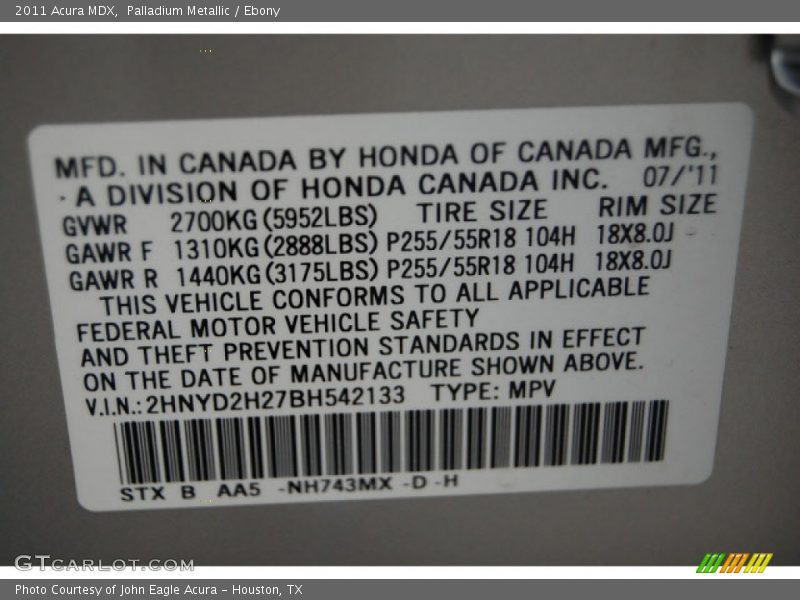 2011 Acura MDX, Palladium Metallic / Ebony
MFD. IN CANADA BY HONDA OF CANADA MFG.,
A DIVISION OF HONDA CANADA INC. 07/'11
GVWR 2700KG (5952LBS) TIRE SIZE RIM SIZE
GAWR F 1310KG (2888LBS) P255/55R18 104H 18X8.0J
GAWR R 1440KG (3175LBS) P255/55R18 104H 18X8.0J
THIS VEHICLE CONFORMS TO ALL APPLICABLE
FEDERAL MOTOR VEHICLE SAFETY
AND THEFT PREVENTION STANDARDS IN EFFECT
ON THE DATE OF MANUFACTURE SHOWN ABOVE.
V.I.N.: 2HNYD2H27BH542133 TYPE: MPV
STX B AA5 -NH743MX -D -H
GTCARLOT.COM
Photo Courtesy of John Eagle Acura - Houston, TX